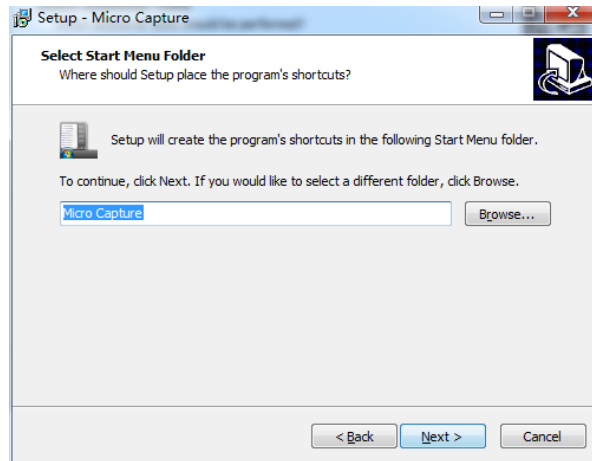 Setup - Micro Capture
Select Start Menu Folder
Where should Setup place the program's shortcuts?
Setup will create the program's shortcuts in the following Start Menu folder.
To continue, click Next. If you would like to select a different folder, click Browse.
Micro Capture
Browse...
< Back
Next >
Cancel